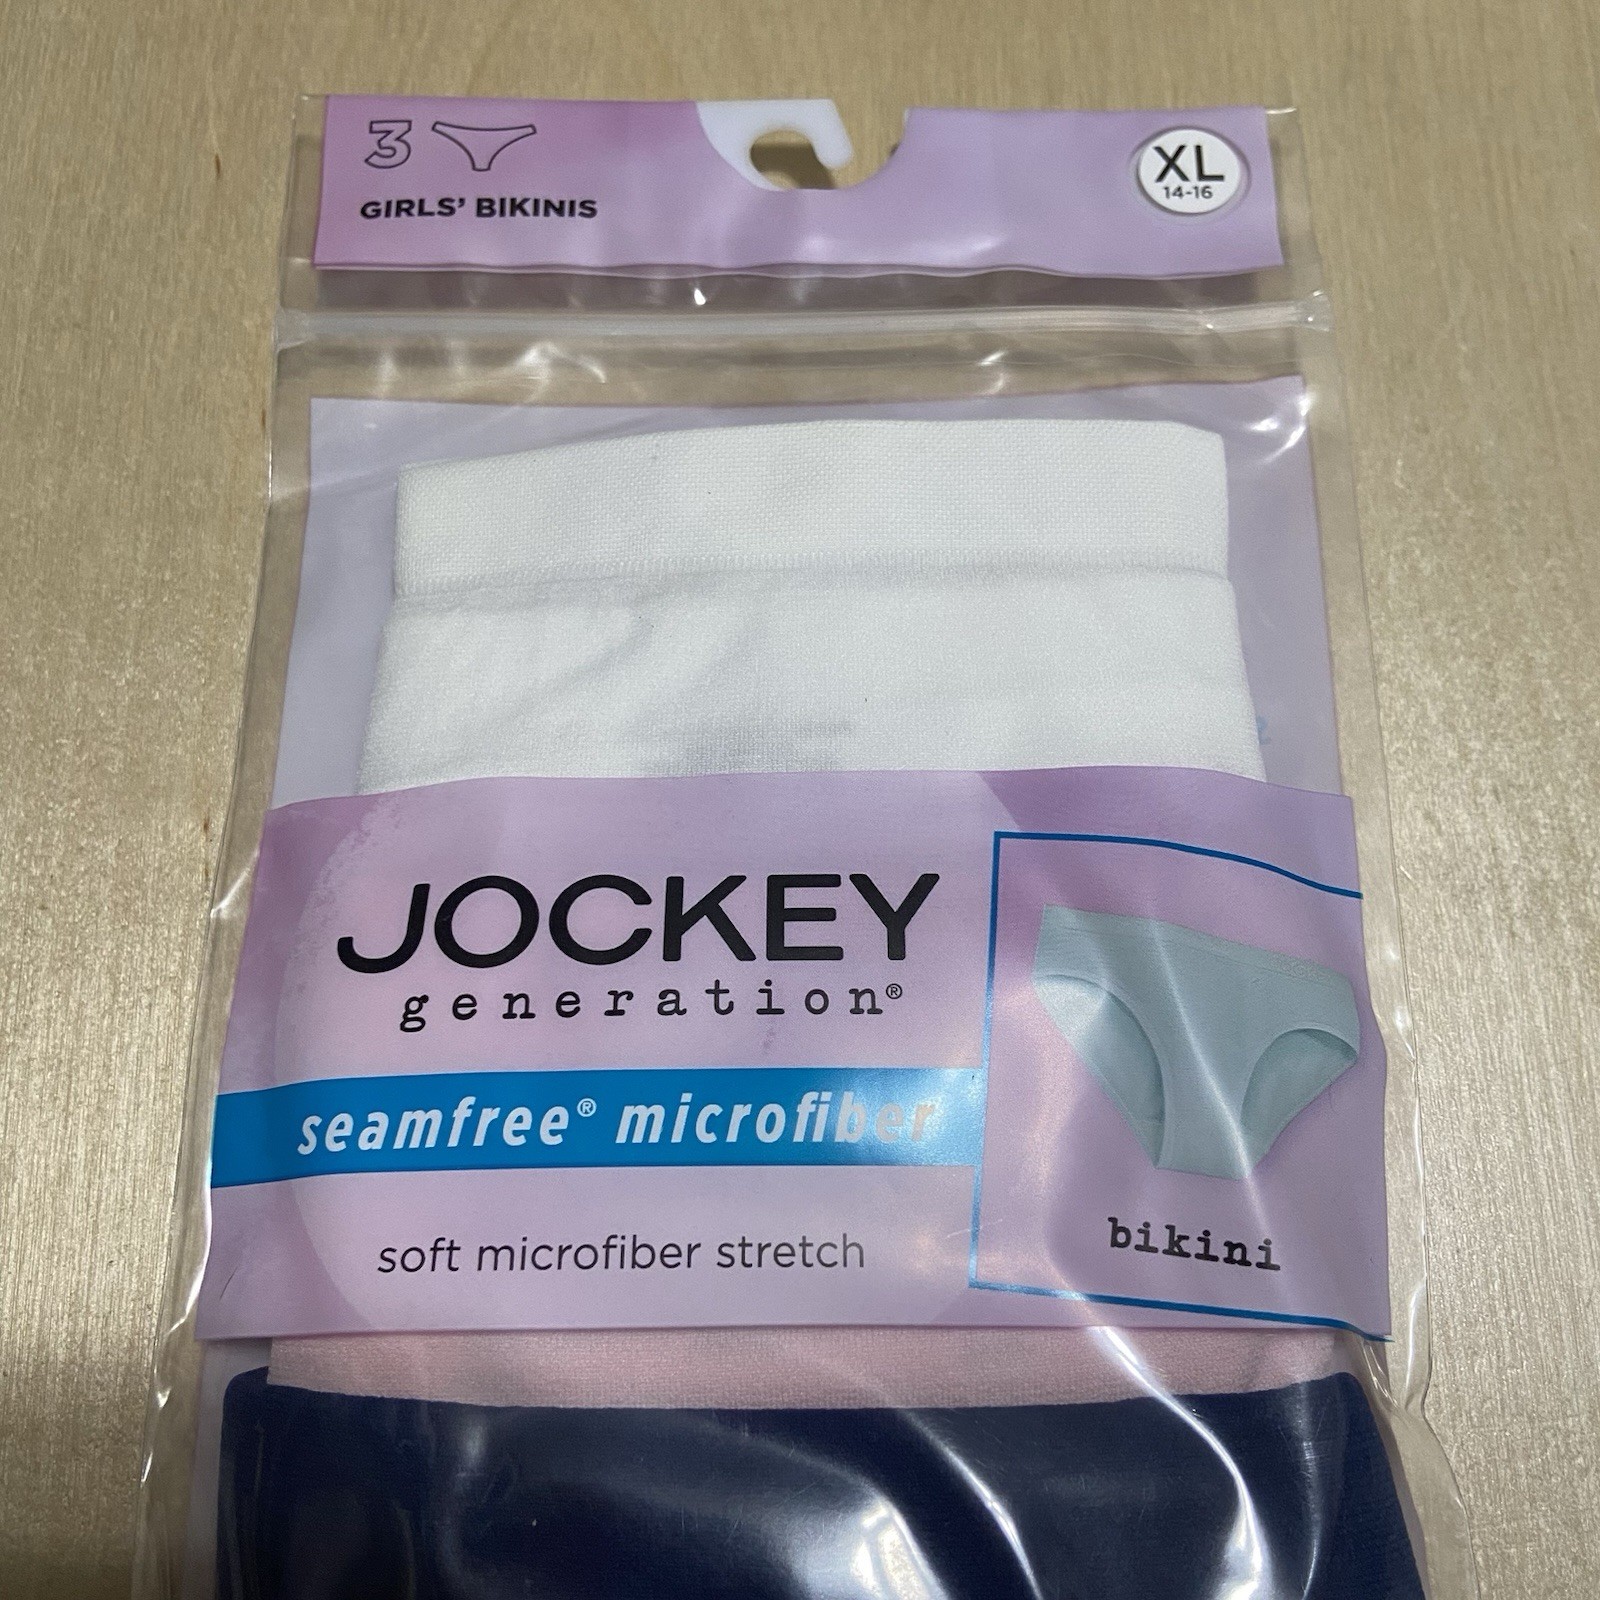 3
GIRLS' BIKINIS
XL
14-16
JOCKEY
generation®
seamfree® microfiber
soft microfiber stretch
bikini